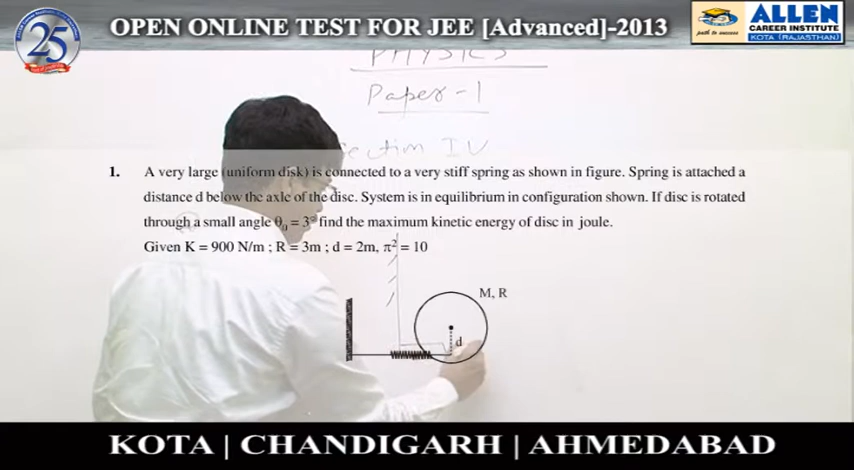 OPEN ONLINE TEST FOR JEE [Advanced]-2013
25
ALLEN
CAREER INSTITUTE
KOTA (RAJASTHAN)
path to success
PHYSICS
Paper-1
Section IV
1. A very large (uniform disk) is connected to a very stiff spring as shown in figure. Spring is attached a
distance d below the axle of the disc. System is in equilibrium in configuration shown. If disc is rotated
through a small angle θ₀ = 3° find the maximum kinetic energy of disc in joule.
Given K = 900 N/m ; R = 3m ; d = 2m, π² = 10
M, R
d
KOTA | CHANDIGARH | AHMEDABAD